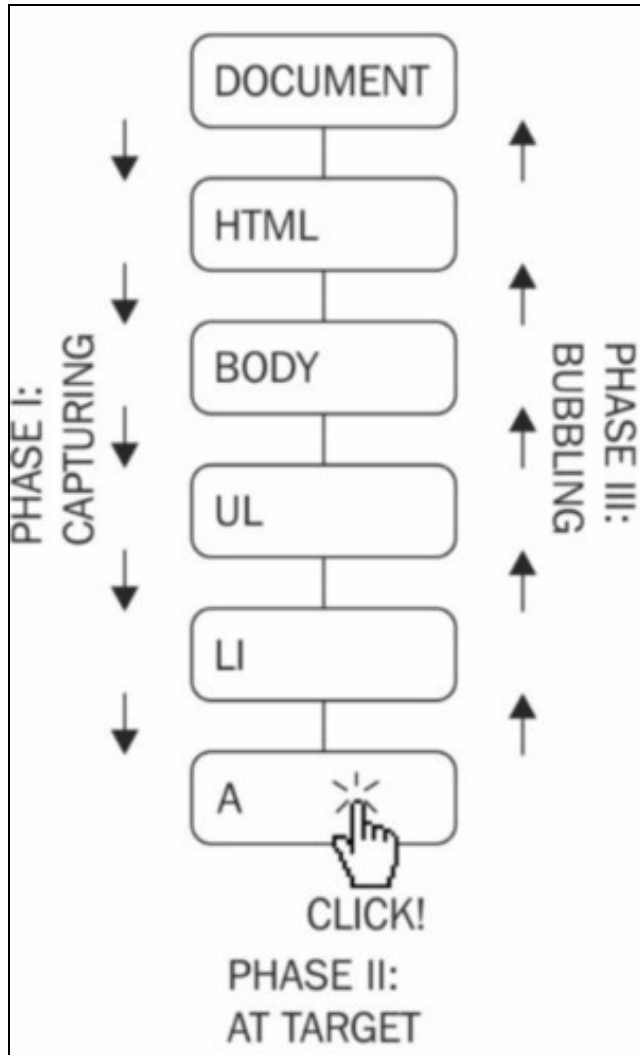 DOCUMENT
HTML
BODY
UL
LI
A
PHASE I:
CAPTURING
PHASE III:
BUBBLING
CLICK!
PHASE II:
AT TARGET